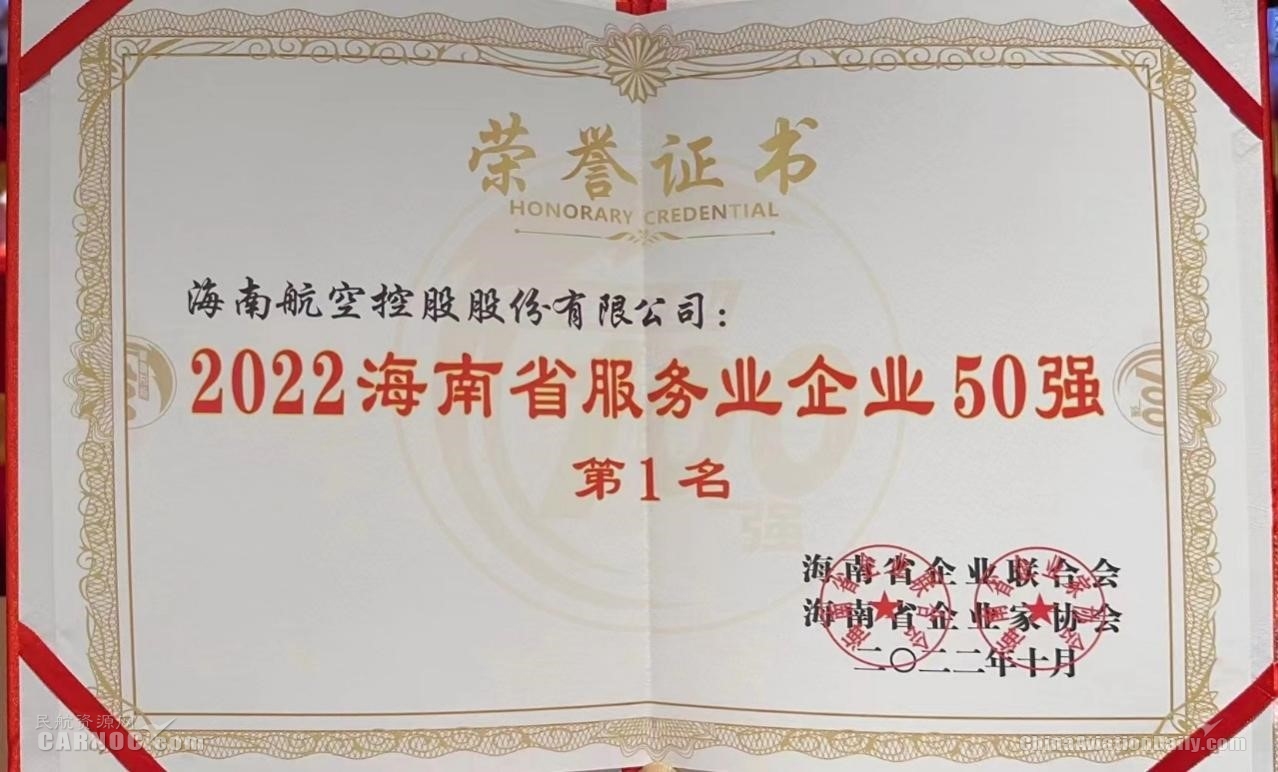 荣誉证书
HONORARY CREDENTIAL
海南航空控股股份有限公司：
2022海南省服务业企业50强
第1名
海南省企业联合会
海南省企业家协会
二〇二二年十月
民航资源网
CARNOC.com
ChinaAviationDaily.com